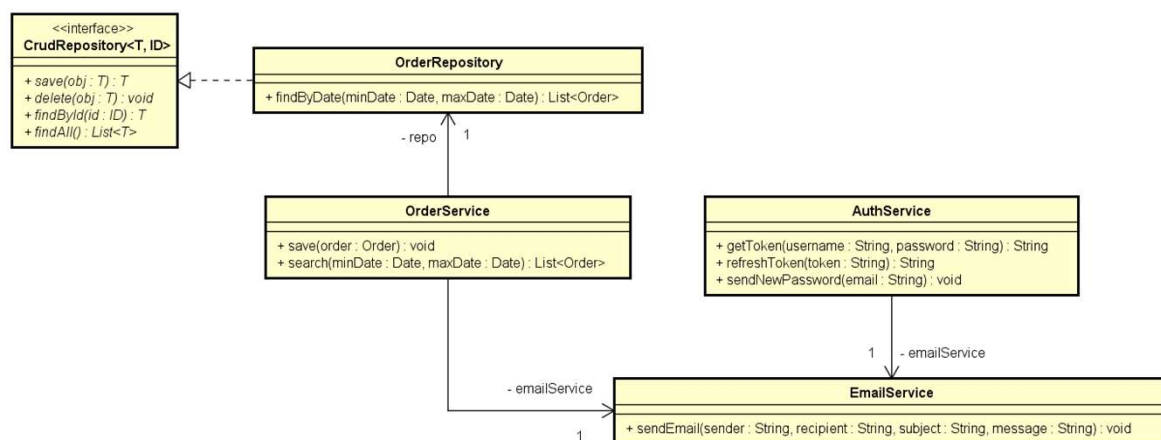 <<interface>>
CrudRepository<T, ID>
+ save(obj : T) : T
+ delete(obj : T) : void
+ findById(id : ID) : T
+ findAll() : List<T>
OrderRepository
+ findByDate(minDate : Date, maxDate : Date) : List<Order>
- repo
1
OrderService
+ save(order : Order) : void
+ search(minDate : Date, maxDate : Date) : List<Order>
AuthService
+ getToken(username : String, password : String) : String
+ refreshToken(token : String) : String
+ sendNewPassword(email : String) : void
1
- emailService
- emailService
1
EmailService
+ sendEmail(sender : String, recipient : String, subject : String, message : String) : void